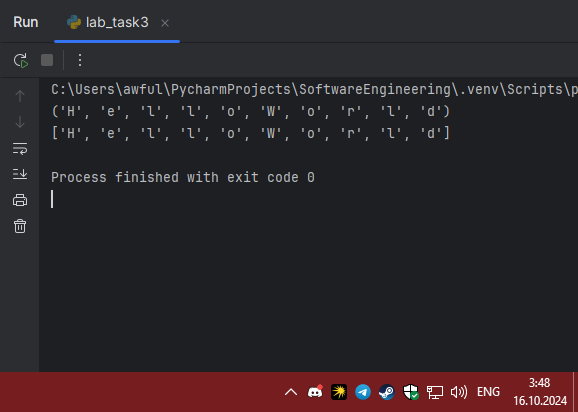 Run lab_task3
C:\Users\awful\PycharmProjects\SoftwareEngineering\.venv\Scripts\p
('H', 'e', 'l', 'l', 'o', 'W', 'o', 'r', 'l', 'd')
['H', 'e', 'l', 'l', 'o', 'W', 'o', 'r', 'l', 'd']
Process finished with exit code 0
ENG 3:48
16.10.2024